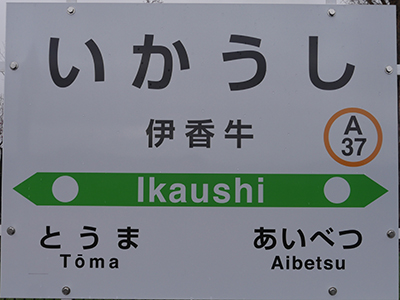 いかうし
伊香牛
A
37
Ikaushi
とうま
Tōma
あいべつ
Aibetsu